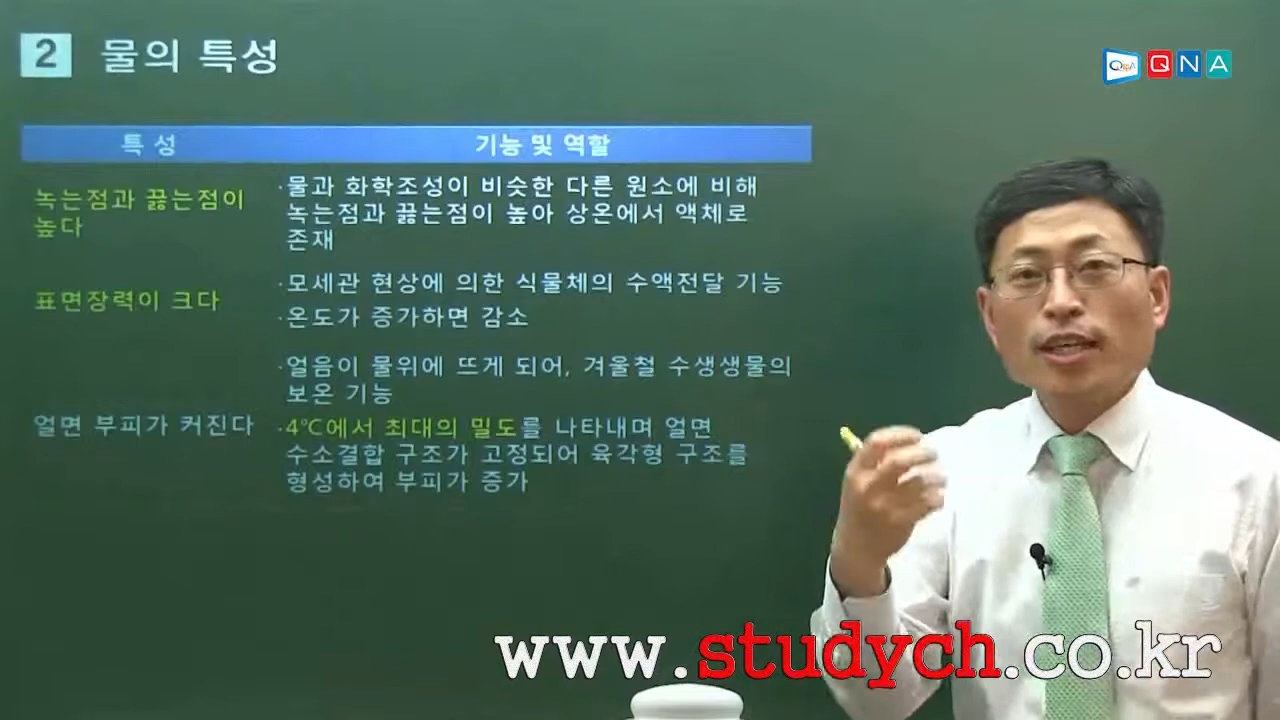 2 물의 특성
QnA QNA
특 성 기능 및 역할
녹는점과 끓는점이
높다
·물과 화학조성이 비슷한 다른 원소에 비해
녹는점과 끓는점이 높아 상온에서 액체로
존재
표면장력이 크다
·모세관 현상에 의한 식물체의 수액전달 기능
·온도가 증가하면 감소
얼면 부피가 커진다
·얼음이 물위에 뜨게 되어, 겨울철 수생생물의
보온 기능
·4℃에서 최대의 밀도를 나타내며 얼면
수소결합 구조가 고정되어 육각형 구조를
형성하여 부피가 증가
www.studych.co.kr